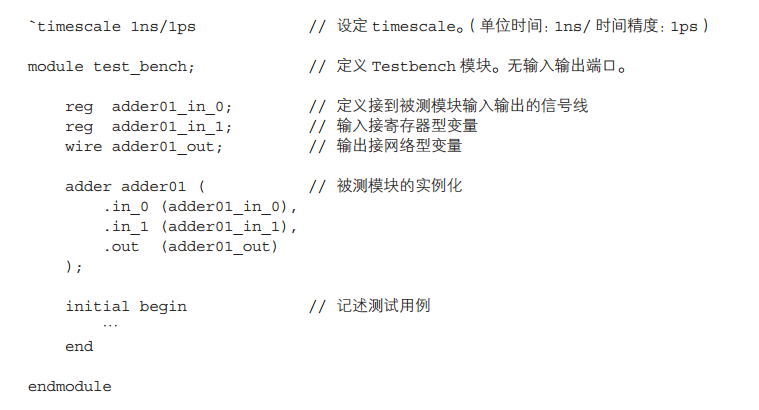 `timescale 1ns/1ps // 设定 timescale。（单位时间：1ns/ 时间精度：1ps）
module test_bench; // 定义 Testbench 模块。无输入输出端口。
reg adder01_in_0; // 定义接到被测模块输入输出的信号线
reg adder01_in_1; // 输入接寄存器型变量
wire adder01_out; // 输出接网络型变量
adder adder01 ( // 被测模块的实例化
.in_0 (adder01_in_0),
.in_1 (adder01_in_1),
.out (adder01_out)
);
initial begin // 记述测试用例
…
end
endmodule